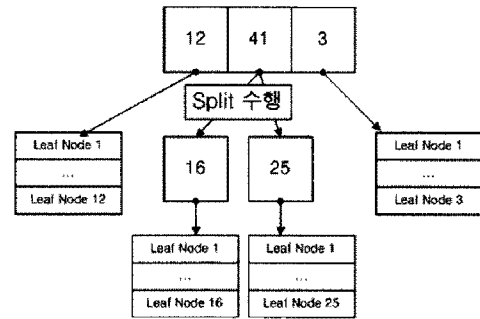 12 41 3
Split 수행
Leaf Node 1
...
Leaf Node 12
16
25
Leaf Node 1
...
Leaf Node 3
Leaf Node 1
...
Leaf Node 16
Leaf Node 1
...
Leaf Node 25